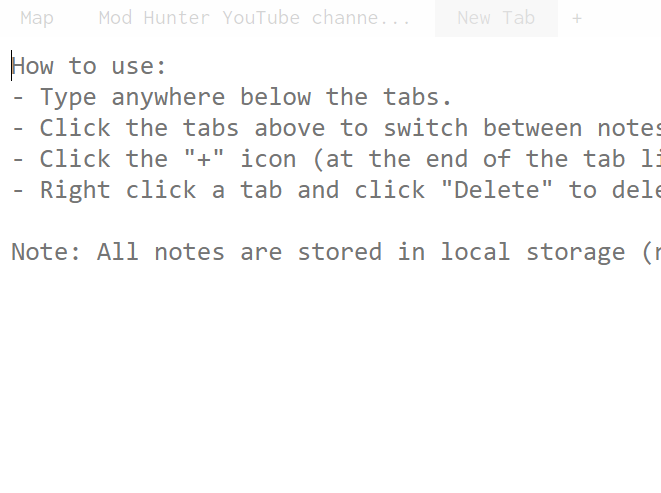 Map Mod Hunter YouTube channe... New Tab +
How to use:
- Type anywhere below the tabs.
- Click the tabs above to switch between notes
- Click the "+" icon (at the end of the tab li
- Right click a tab and click "Delete" to dele
Note: All notes are stored in local storage (